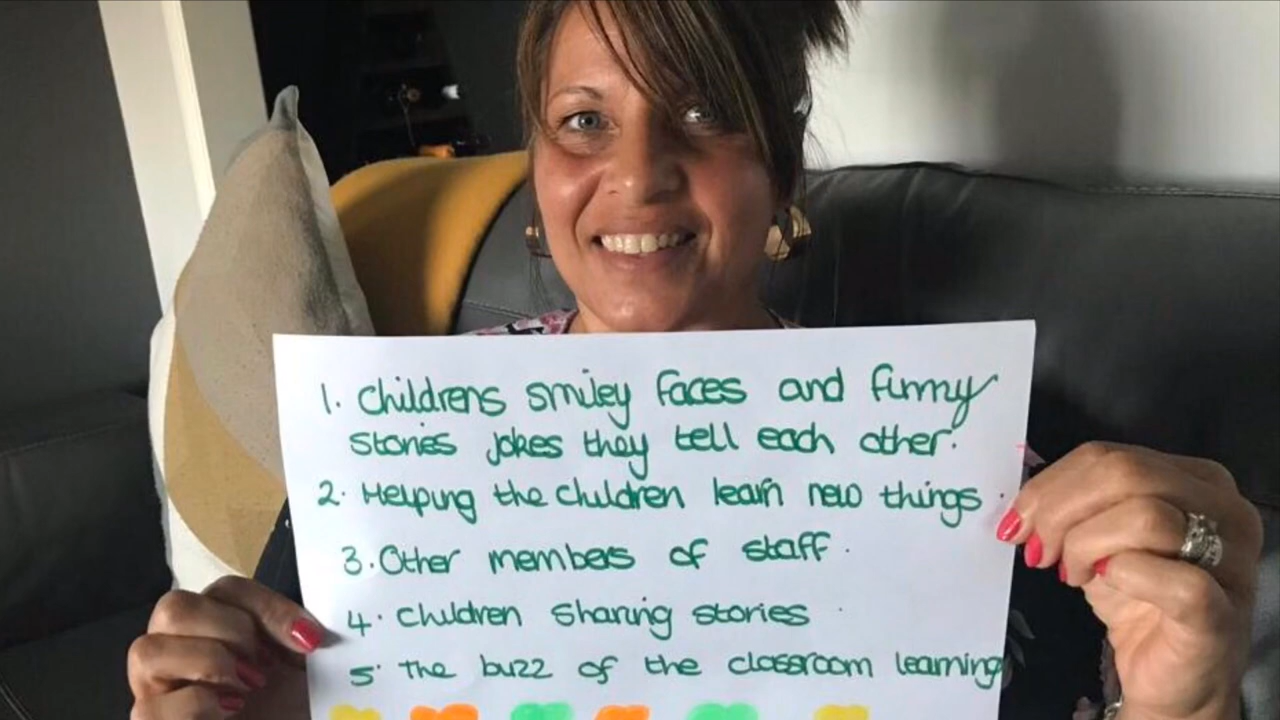 1. Childrens smiley faces and funny
stories jokes they tell each other.
2. Helping the children learn new things.
3. Other members of staff.
4. Children sharing stories
5. The buzz of the classroom learning